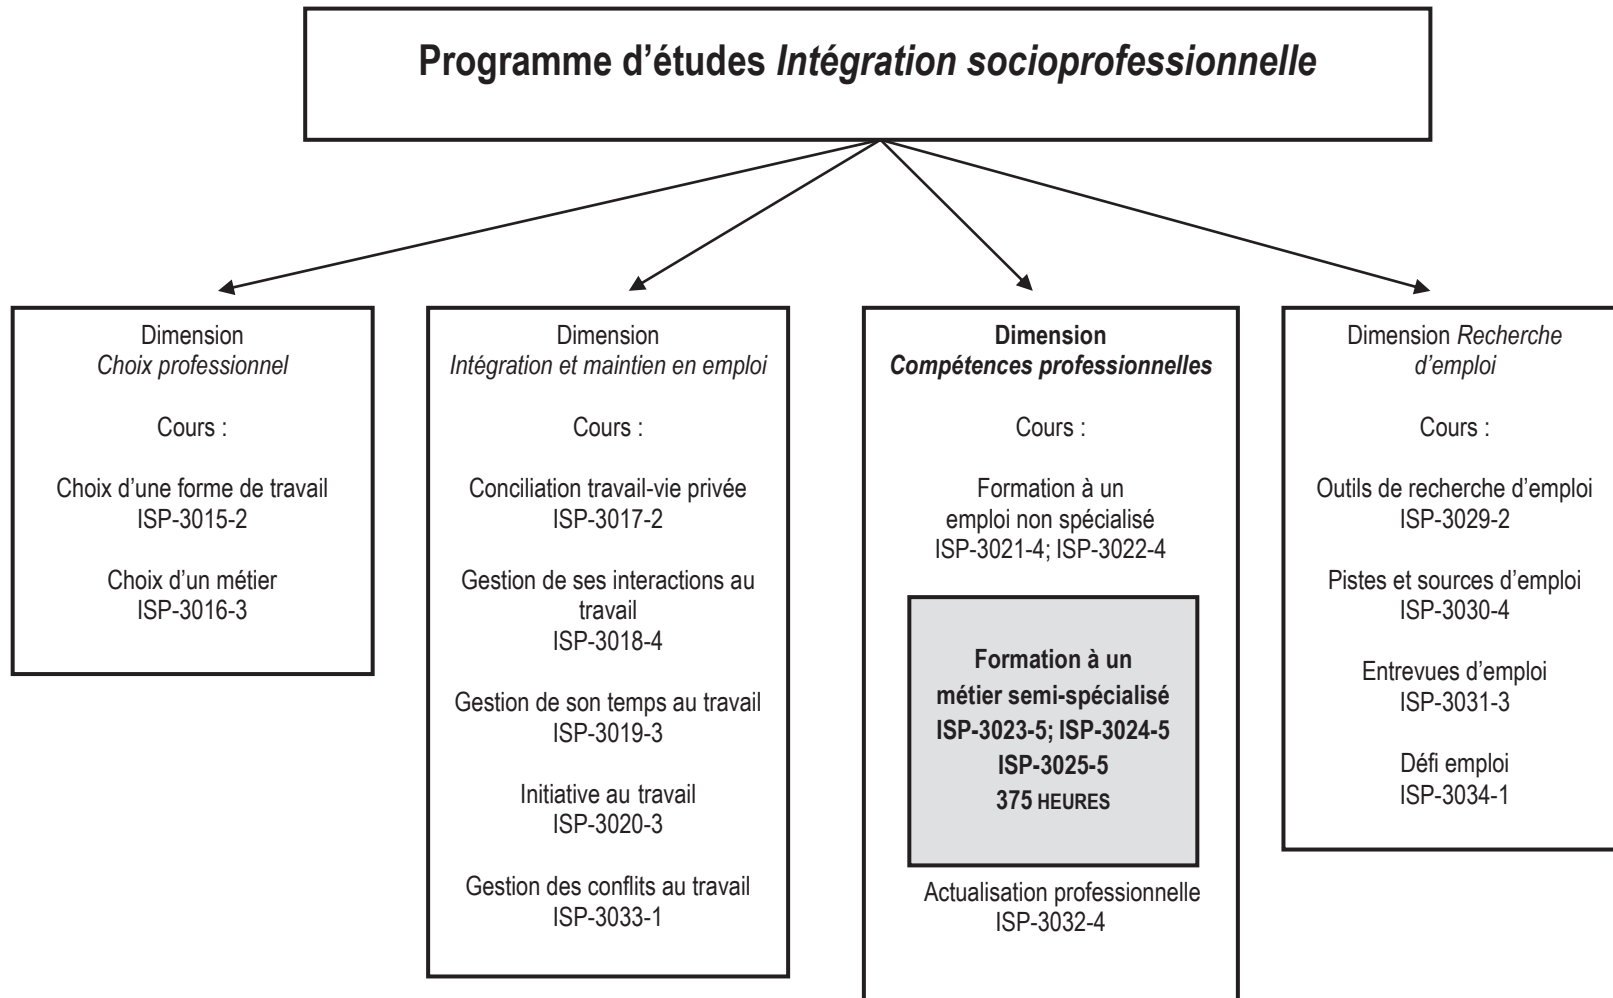 Programme d'études Intégration socioprofessionnelle
Dimension
Choix professionnel
Cours :
Choix d'une forme de travail
ISP-3015-2
Choix d'un métier
ISP-3016-3
Dimension
Intégration et maintien en emploi
Cours :
Conciliation travail-vie privée
ISP-3017-2
Gestion de ses interactions au
travail
ISP-3018-4
Gestion de son temps au travail
ISP-3019-3
Initiative au travail
ISP-3020-3
Gestion des conflits au travail
ISP-3033-1
Dimension
Compétences professionnelles
Cours :
Formation à un
emploi non spécialisé
ISP-3021-4; ISP-3022-4
Formation à un
métier semi-spécialisé
ISP-3023-5; ISP-3024-5
ISP-3025-5
375 HEURES
Actualisation professionnelle
ISP-3032-4
Dimension Recherche
d'emploi
Cours :
Outils de recherche d'emploi
ISP-3029-2
Pistes et sources d'emploi
ISP-3030-4
Entrevues d'emploi
ISP-3031-3
Défi emploi
ISP-3034-1